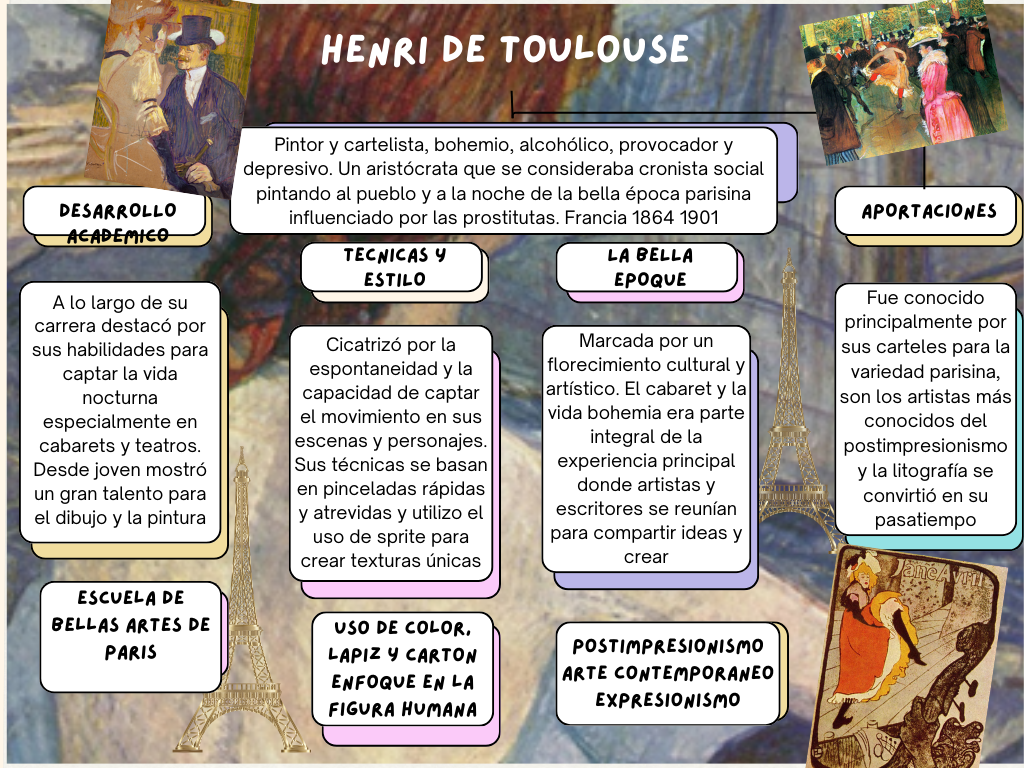 HENRI DE TOULOUSE
Pintor y cartelista, bohemio, alcohólico, provocador y
depresivo. Un aristócrata que se consideraba cronista social
pintando al pueblo y a la noche de la bella época parisina
influenciado por las prostitutas. Francia 1864 1901
DESARROLLO
ACADEMICO
A lo largo de su
carrera destacó por
sus habilidades para
captar la vida
nocturna
especialmente en
cabarets y teatros.
Desde joven mostró
un gran talento para
el dibujo y la pintura
ESCUELA DE
BELLAS ARTES DE
PARIS
TECNICAS Y
ESTILO
Cicatrizó por la
espontaneidad y la
capacidad de captar
el movimiento en sus
escenas y personajes.
Sus técnicas se basan
en pinceladas rápidas
y atrevidas y utilizo el
uso de sprite para
crear texturas únicas
USO DE COLOR,
LAPIZ Y CARTON
ENFOQUE EN LA
FIGURA HUMANA
LA BELLA
EPOQUE
Marcada por un
florecimiento cultural y
artístico. El cabaret y la
vida bohemia era parte
integral de la
experiencia principal
donde artistas y
escritores se reunían
para compartir ideas y
crear
POSTIMPRESIONISMO
ARTE CONTEMPORANEO
EXPRESIONISMO
APORTACIONES
Fue conocido
principalmente por
sus carteles para la
variedad parisina,
son los artistas más
conocidos del
postimpresionismo
y la litografía se
convirtió en su
pasatiempo
Jane Avril